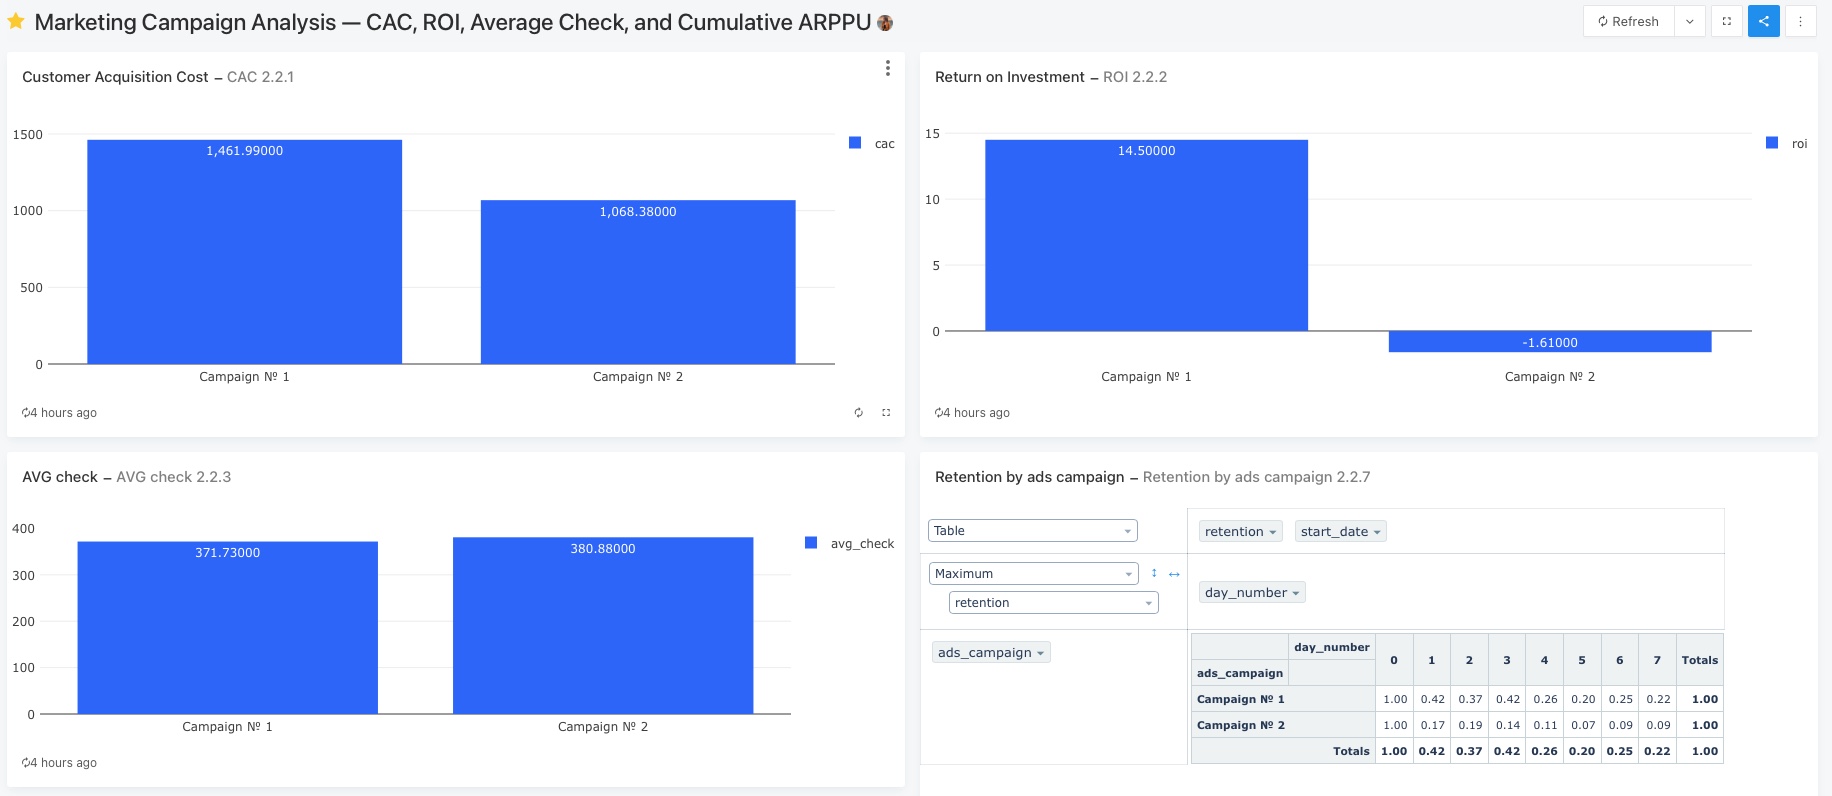 Marketing Campaign Analysis — CAC, ROI, Average Check, and Cumulative ARPPU
Refresh
Customer Acquisition Cost – CAC 2.2.1
1500
1000
500
0
1,461.99000
1,068.38000
Campaign № 1
Campaign № 2
cac
4 hours ago
Return on Investment – ROI 2.2.2
15
10
5
0
14.50000
-1.61000
Campaign № 1
Campaign № 2
roi
4 hours ago
AVG check – AVG check 2.2.3
400
300
200
100
0
371.73000
380.88000
Campaign № 1
Campaign № 2
avg_check
4 hours ago
Retention by ads campaign – Retention by ads campaign 2.2.7
Table
retention start_date
Maximum
retention
day_number
ads_campaign
day_number 0 1 2 3 4 5 6 7 Totals
ads_campaign
Campaign № 1 1.00 0.42 0.37 0.42 0.26 0.20 0.25 0.22 1.00
Campaign № 2 1.00 0.17 0.19 0.14 0.11 0.07 0.09 0.09 1.00
Totals 1.00 0.42 0.37 0.42 0.26 0.20 0.25 0.22 1.00